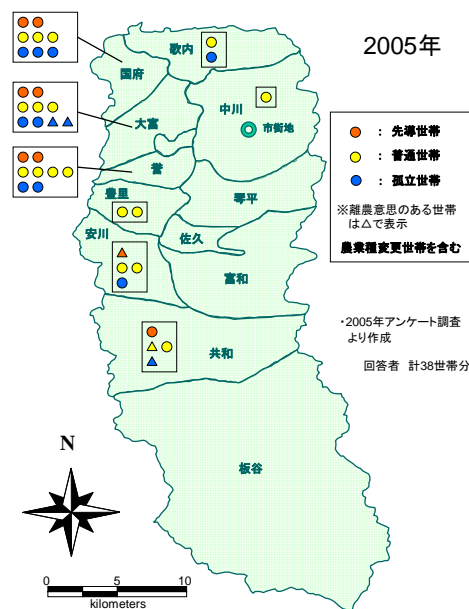 2005年
国府
歌内
大富
中川
市街地
誉
豊里
琴平
安川
佐久
富和
共和
板谷
● : 先導世帯
● : 普通世帯
● : 孤立世帯
※離農意思のある世帯
は△で表示
農業種変更世帯を含む
・2005年アンケート調査
より作成
回答者 計38世帯分
N
0 5 10
kilometers